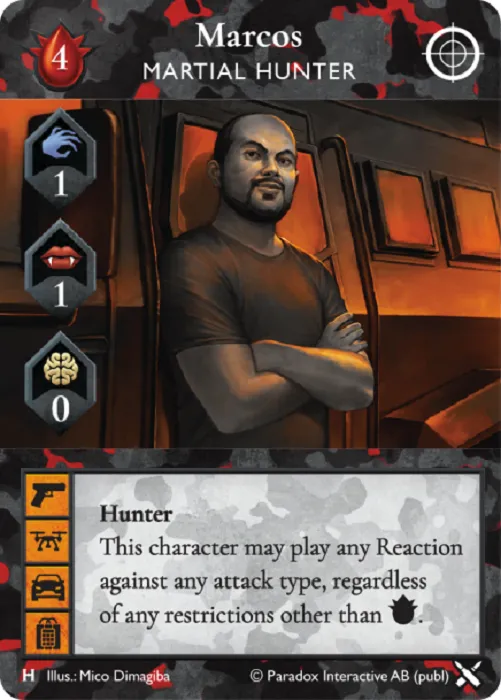 4
Marcos
MARTIAL HUNTER
1
1
0
Hunter
This character may play any Reaction
against any attack type, regardless
of any restrictions other than .
H Illus.: Mico Dimagiba © Paradox Interactive AB (publ)